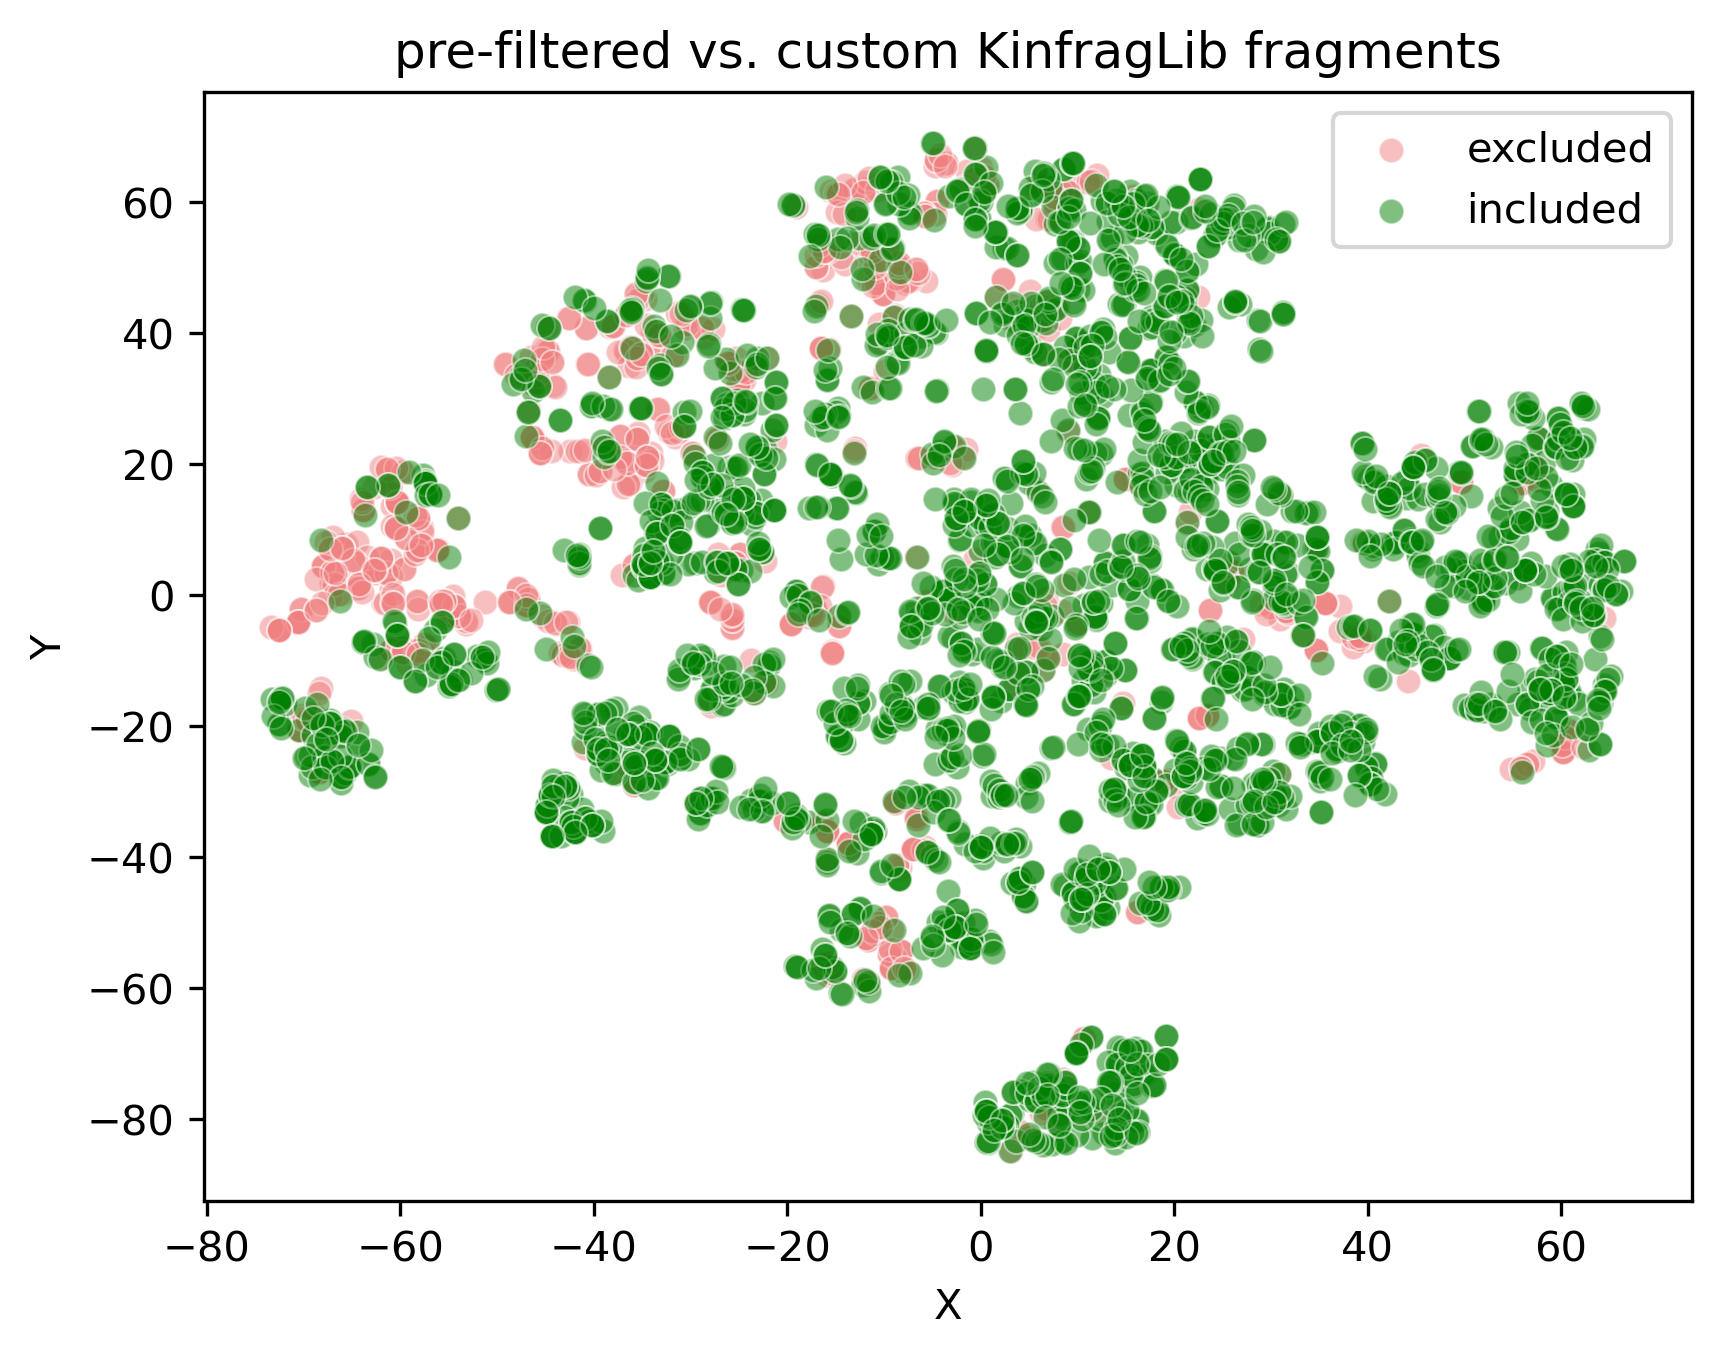 pre-filtered vs. custom KinfragLib fragments
excluded
included
60
40
20
0
−20
−40
−60
−80
Y
−80 −60 −40 −20 0 20 40 60
X